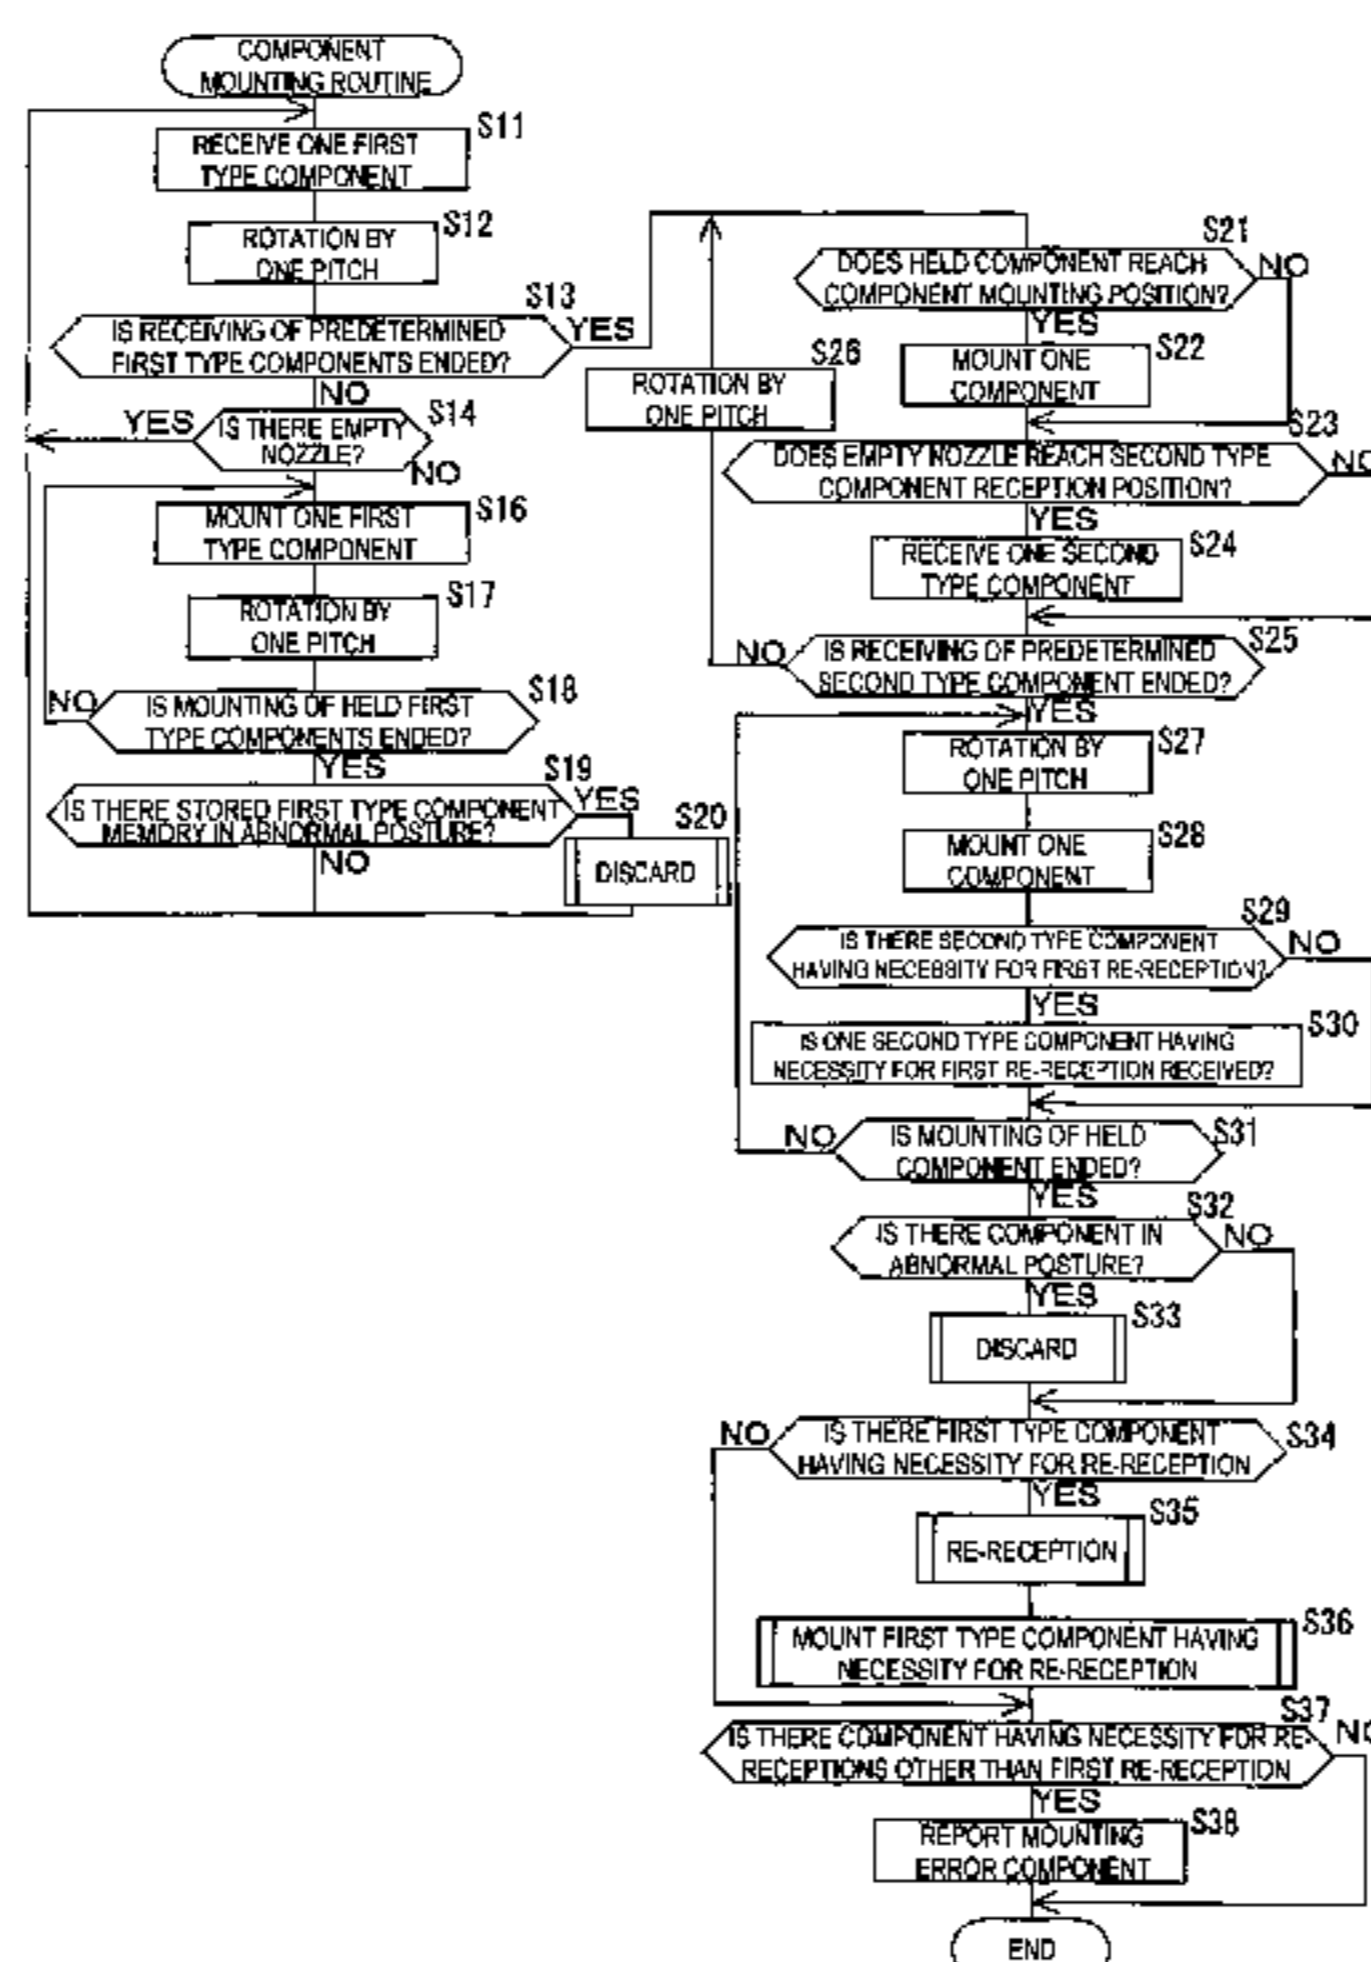 COMPONENT
MOUNTING ROUTINE
S11
RECEIVE ONE FIRST
TYPE COMPONENT
S12
ROTATION BY
ONE PITCH
S13
IS RECEIVING OF PREDETERMINED
FIRST TYPE COMPONENTS ENDED?
YES
NO
S14
YES
IS THERE EMPTY
NOZZLE?
NO
S16
MOUNT ONE FIRST
TYPE COMPONENT
S17
ROTATION BY
ONE PITCH
S18
NO
IS MOUNTING OF HELD FIRST
TYPE COMPONENTS ENDED?
YES
S19
IS THERE STORED FIRST TYPE COMPONENT
MEMORY IN ABNORMAL POSTURE?
YES
NO
S20
DISCARD
S21
DOES HELD COMPONENT REACH
COMPONENT MOUNTING POSITION?
NO
YES
S22
MOUNT ONE
COMPONENT
S23
DOES EMPTY NOZZLE REACH SECOND TYPE
COMPONENT RECEPTION POSITION?
NO
YES
S24
RECEIVE ONE SECOND
TYPE COMPONENT
S25
NO
IS RECEIVING OF PREDETERMINED
SECOND TYPE COMPONENT ENDED?
YES
S26
ROTATION BY
ONE PITCH
S27
ROTATION BY
ONE PITCH
S28
MOUNT ONE
COMPONENT
S29
IS THERE SECOND TYPE COMPONENT
HAVING NECESSITY FOR FIRST RE-RECEPTION?
NO
YES
S30
IS ONE SECOND TYPE COMPONENT HAVING
NECESSITY FOR FIRST RE-RECEPTION RECEIVED?
S31
NO
IS MOUNTING OF HELD
COMPONENT ENDED?
YES
S32
IS THERE COMPONENT IN
ABNORMAL POSTURE?
NO
YES
S33
DISCARD
S34
NO
IS THERE FIRST TYPE COMPONENT
HAVING NECESSITY FOR RE-RECEPTION
YES
S35
RE-RECEPTION
S36
MOUNT FIRST TYPE COMPONENT HAVING
NECESSITY FOR RE-RECEPTION
S37
IS THERE COMPONENT HAVING NECESSITY FOR RE-
RECEPTIONS OTHER THAN FIRST RE-RECEPTION
NO
YES
S38
REPORT MOUNTING
ERROR COMPONENT
END